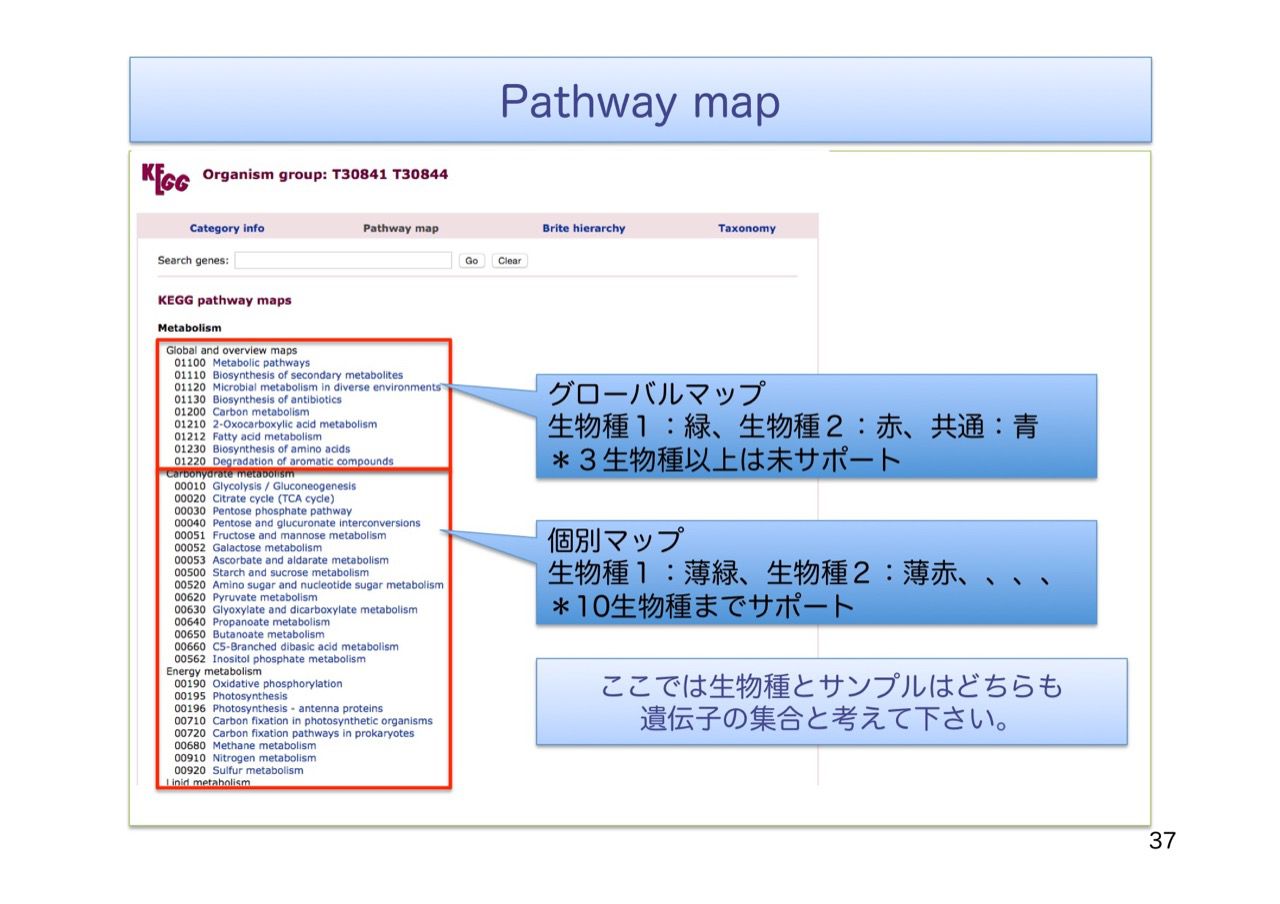 Pathway map
KEGG
Organism group: T30841 T30844
Category info Pathway map Brite hierarchy Taxonomy
Search genes: Go Clear
KEGG pathway maps
Metabolism
Global and overview maps
01100 Metabolic pathways
01110 Biosynthesis of secondary metabolites
01120 Microbial metabolism in diverse environments
01130 Biosynthesis of antibiotics
01200 Carbon metabolism
01210 2-Oxocarboxylic acid metabolism
01212 Fatty acid metabolism
01230 Biosynthesis of amino acids
01220 Degradation of aromatic compounds
Carbohydrate metabolism
00010 Glycolysis / Gluconeogenesis
00020 Citrate cycle (TCA cycle)
00030 Pentose phosphate pathway
00040 Pentose and glucuronate interconversions
00051 Fructose and mannose metabolism
00052 Galactose metabolism
00053 Ascorbate and aldarate metabolism
00500 Starch and sucrose metabolism
00520 Amino sugar and nucleotide sugar metabolism
00620 Pyruvate metabolism
00630 Glyoxylate and dicarboxylate metabolism
00640 Propanoate metabolism
00650 Butanoate metabolism
00660 C5-Branched dibasic acid metabolism
00562 Inositol phosphate metabolism
Energy metabolism
00190 Oxidative phosphorylation
00195 Photosynthesis
00196 Photosynthesis - antenna proteins
00710 Carbon fixation in photosynthetic organisms
00720 Carbon fixation pathways in prokaryotes
00680 Methane metabolism
00910 Nitrogen metabolism
00920 Sulfur metabolism
Lipid metabolism
グローバルマップ
生物種１：緑、生物種２：赤、共通：青
＊３生物種以上は未サポート
個別マップ
生物種１：薄緑、生物種２：薄赤、、、、
＊10生物種までサポート
ここでは生物種とサンプルはどちらも
遺伝子の集合と考えて下さい。
37